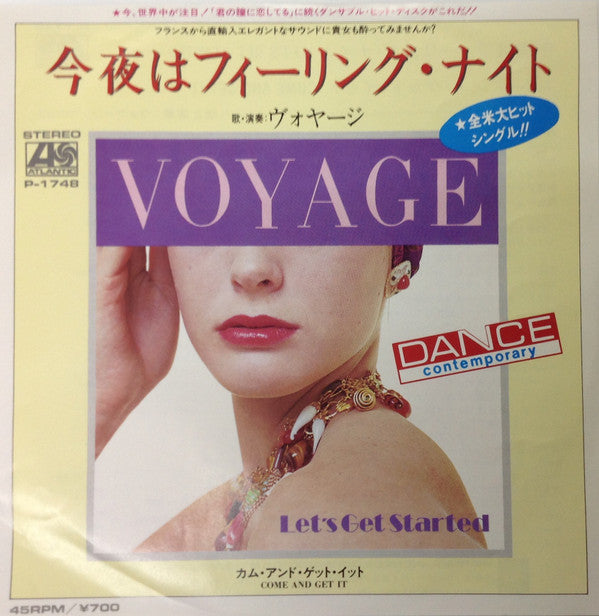 ★今、世界中が注目!「君の瞳に恋してる」に続くダンサブル・ヒット・ディスクがこれだ!!
フランスから直輸入エレガントなサウンドに貴女も酔ってみませんか?
今夜はフィーリング・ナイト
歌・演奏:ヴォヤージ
★全米大ヒット
シングル!!
STEREO
ATLANTIC
P-1748
VOYAGE
DANCE
contemporary
Let's Get Started
カム・アンド・ゲット・イット
COME AND GET IT
45RPM/¥700